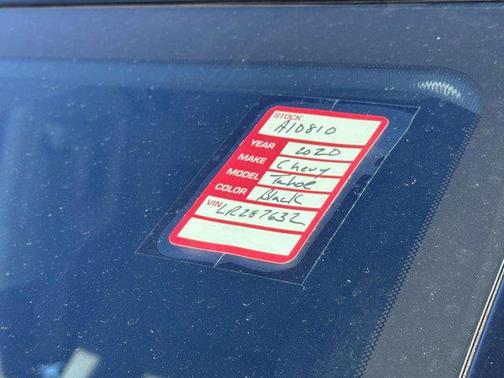 STOCK A10810
YEAR 2020
MAKE Chevy
MODEL Tahoe
COLOR Black
VIN LR287632